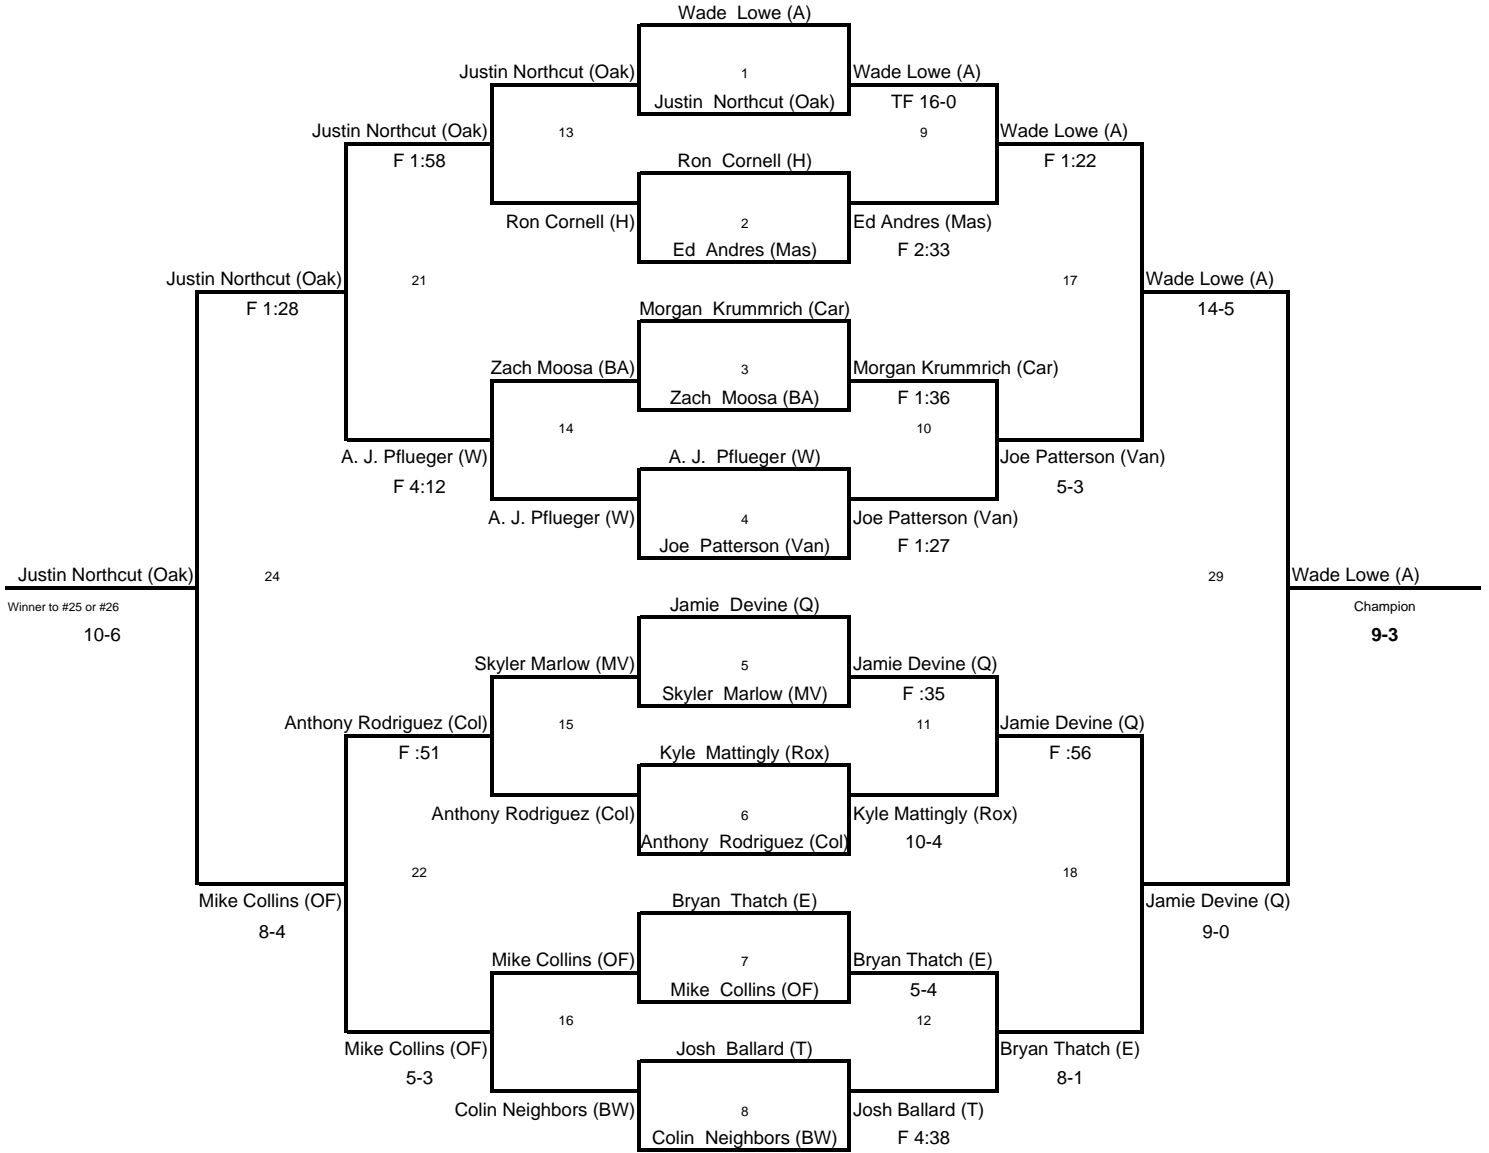 Wade  Lowe (A)
Justin Northcut (Oak)
1
Wade Lowe (A)
Justin  Northcut (Oak)
TF 16-0
Justin Northcut (Oak)
13
9
Wade Lowe (A)
F 1:58
Ron  Cornell (H)
F 1:22
Ron Cornell (H)
2
Ed Andres (Mas)
Ed  Andres (Mas)
F 2:33
Justin Northcut (Oak)
21
17
Wade Lowe (A)
F 1:28
Morgan  Krummrich (Car)
14-5
Zach Moosa (BA)
3
Morgan Krummrich (Car)
Zach  Moosa (BA)
F 1:36
14
10
A. J. Pflueger (W)
A. J.  Pflueger (W)
Joe Patterson (Van)
F 4:12
5-3
A. J. Pflueger (W)
4
Joe Patterson (Van)
Joe  Patterson (Van)
F 1:27
Justin Northcut (Oak)
24
29
Wade Lowe (A)
Winner to #25 or #26
Jamie  Devine (Q)
Champion
10-6
9-3
Skyler Marlow (MV)
5
Jamie Devine (Q)
Skyler  Marlow (MV)
F :35
Anthony Rodriguez (Col)
15
11
Jamie Devine (Q)
F :51
Kyle  Mattingly (Rox)
F :56
Anthony Rodriguez (Col)
6
Kyle Mattingly (Rox)
Anthony  Rodriguez (Col)
10-4
22
18
Mike Collins (OF)
Bryan  Thatch (E)
Jamie Devine (Q)
8-4
9-0
Mike Collins (OF)
7
Bryan Thatch (E)
Mike  Collins (OF)
5-4
16
12
Mike Collins (OF)
Josh  Ballard (T)
Bryan Thatch (E)
5-3
8-1
Colin Neighbors (BW)
8
Josh Ballard (T)
Colin  Neighbors (BW)
F 4:38